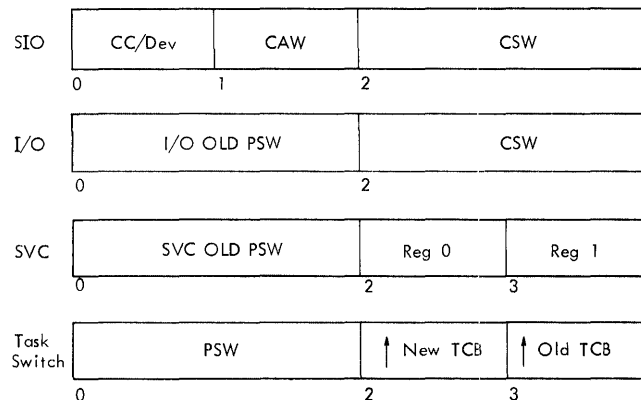 SIO CC/Dev CAW CSW
0 1 2
I/O I/O OLD PSW CSW
0 2
SVC SVC OLD PSW Reg 0 Reg 1
0 2 3
Task
Switch PSW ↑ New TCB ↑ Old TCB
0 2 3